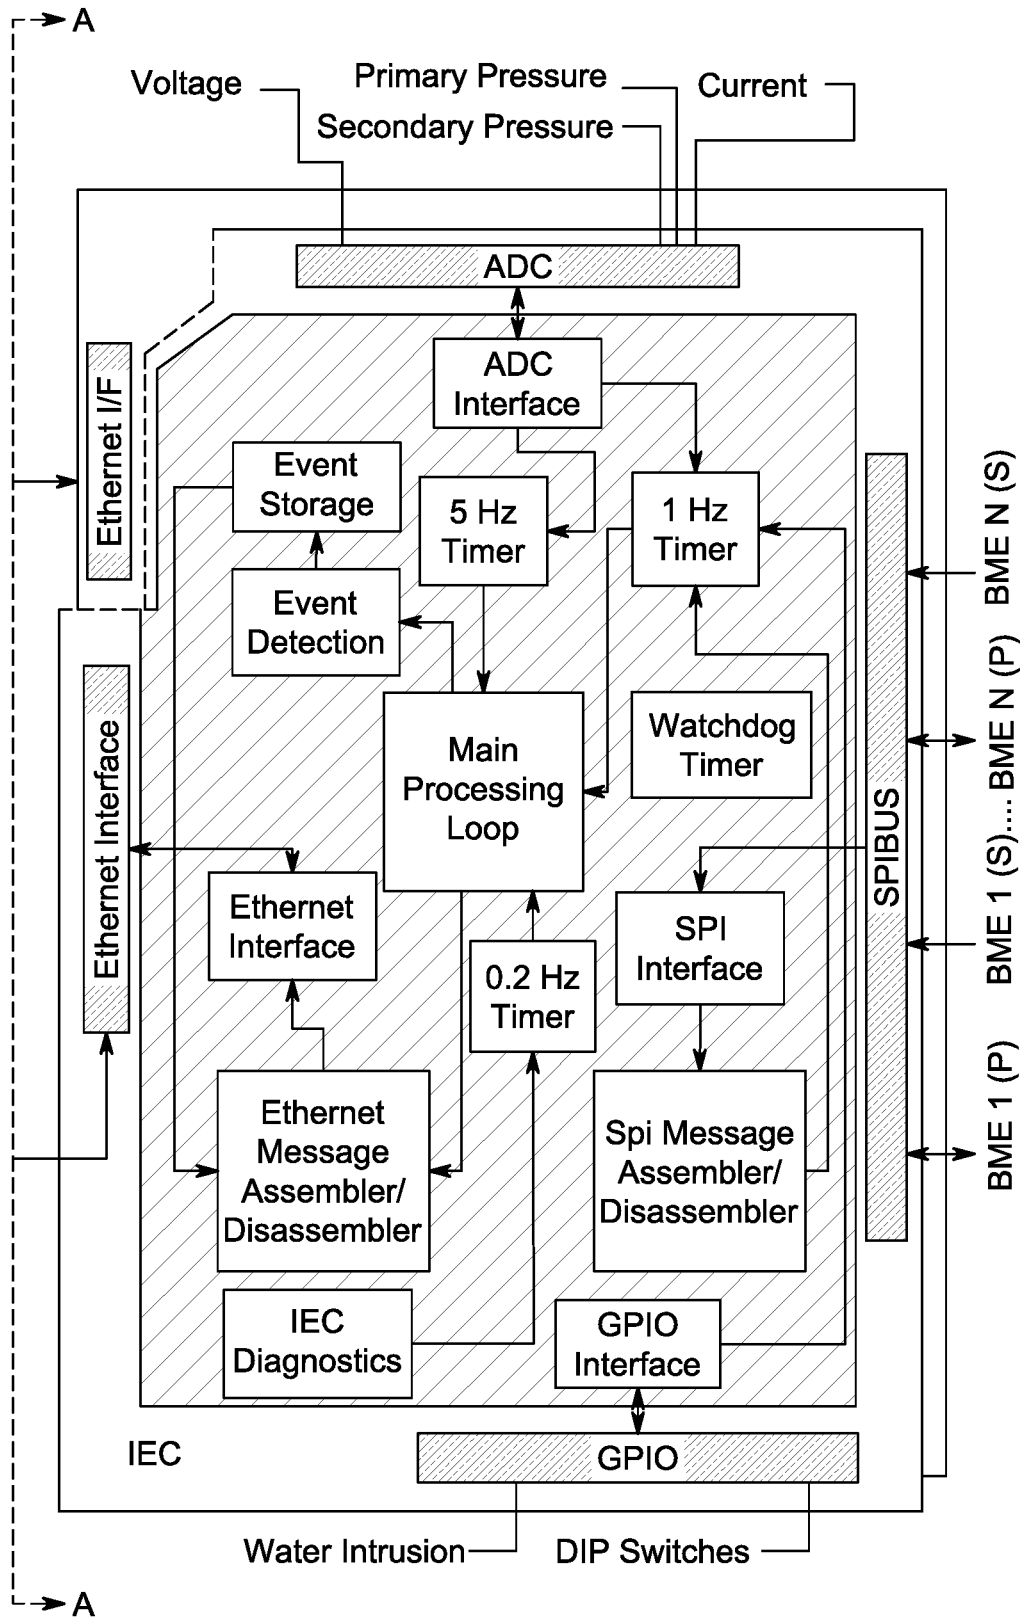 A
Voltage
Primary Pressure
Secondary Pressure
Current
ADC
Ethernet I/F
ADC
Interface
Event
Storage
5 Hz
Timer
1 Hz
Timer
Event
Detection
Main
Processing
Loop
Watchdog
Timer
Ethernet Interface
Ethernet
Interface
0.2 Hz
Timer
SPI
Interface
SPIBUS
BME 1 (P)
BME 1 (S).... BME N (P)
BME N (S)
Ethernet
Message
Assembler/
Disassembler
Spi Message
Assembler/
Disassembler
IEC
Diagnostics
GPIO
Interface
IEC
GPIO
Water Intrusion
DIP Switches
A